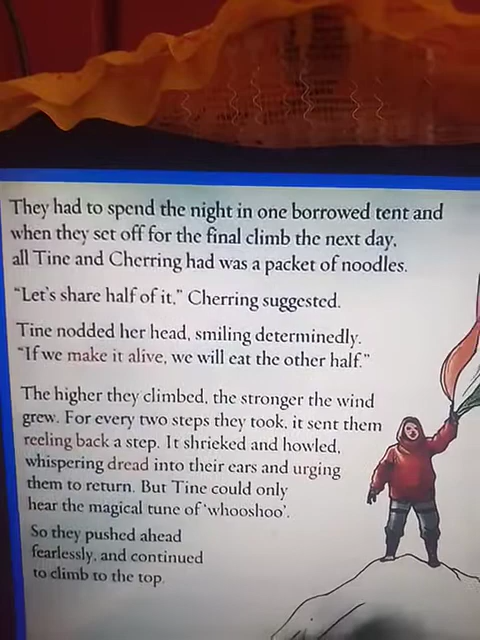 They had to spend the night in one borrowed tent and
when they set off for the final climb the next day,
all Tine and Cherring had was a packet of noodles.
“Let's share half of it,” Cherring suggested.
Tine nodded her head, smiling determinedly.
“If we make it alive, we will eat the other half.”
The higher they climbed, the stronger the wind
grew. For every two steps they took, it sent them
reeling back a step. It shrieked and howled,
whispering dread into their ears and urging
them to return. But Tine could only
hear the magical tune of ‘whooshoo’.
So they pushed ahead
fearlessly, and continued
to climb to the top.